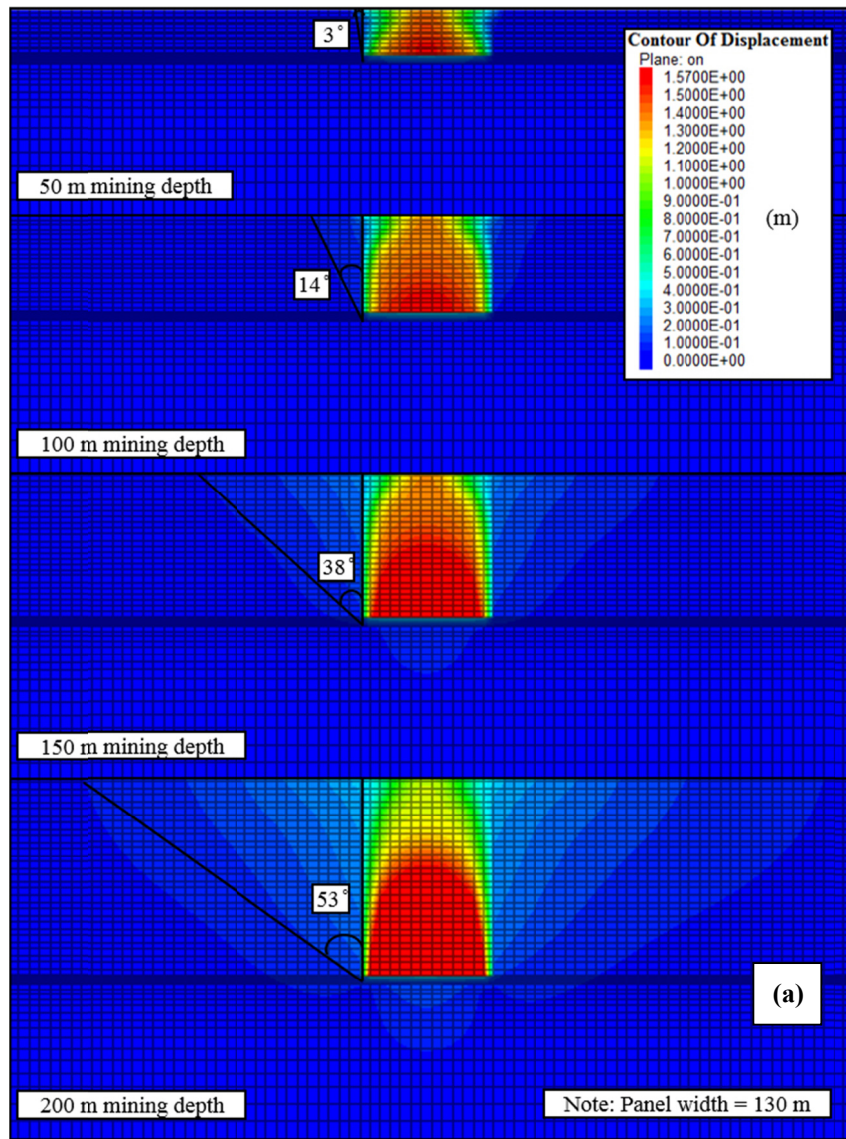 3°
Contour Of Displacement
Plane: on
1.5700E+00
1.5000E+00
1.4000E+00
1.3000E+00
1.2000E+00
1.1000E+00
1.0000E+00
9.0000E-01
8.0000E-01
7.0000E-01
6.0000E-01
5.0000E-01
4.0000E-01
3.0000E-01
2.0000E-01
1.0000E-01
0.0000E+00
(m)
50 m mining depth
14°
100 m mining depth
38°
150 m mining depth
53°
(a)
200 m mining depth
Note: Panel width = 130 m